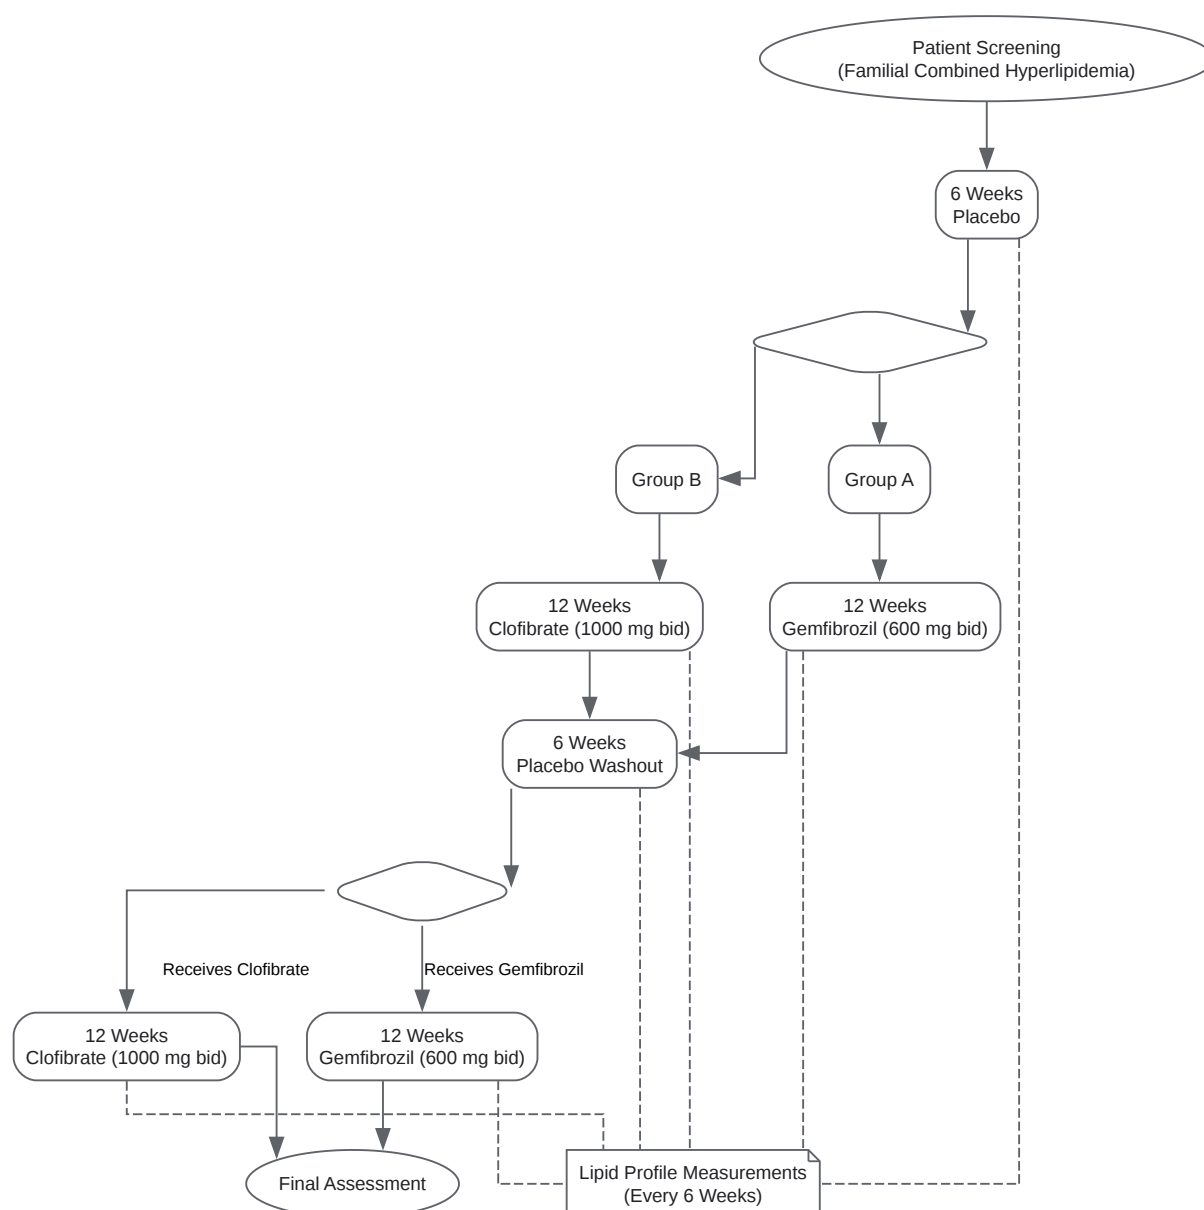 Patient Screening
(Familial Combined Hyperlipidemia)
6 Weeks
Placebo
Group B
Group A
12 Weeks
Clofibrate (1000 mg bid)
12 Weeks
Gemfibrozil (600 mg bid)
6 Weeks
Placebo Washout
Receives Clofibrate
Receives Gemfibrozil
12 Weeks
Clofibrate (1000 mg bid)
12 Weeks
Gemfibrozil (600 mg bid)
Final Assessment
Lipid Profile Measurements
(Every 6 Weeks)